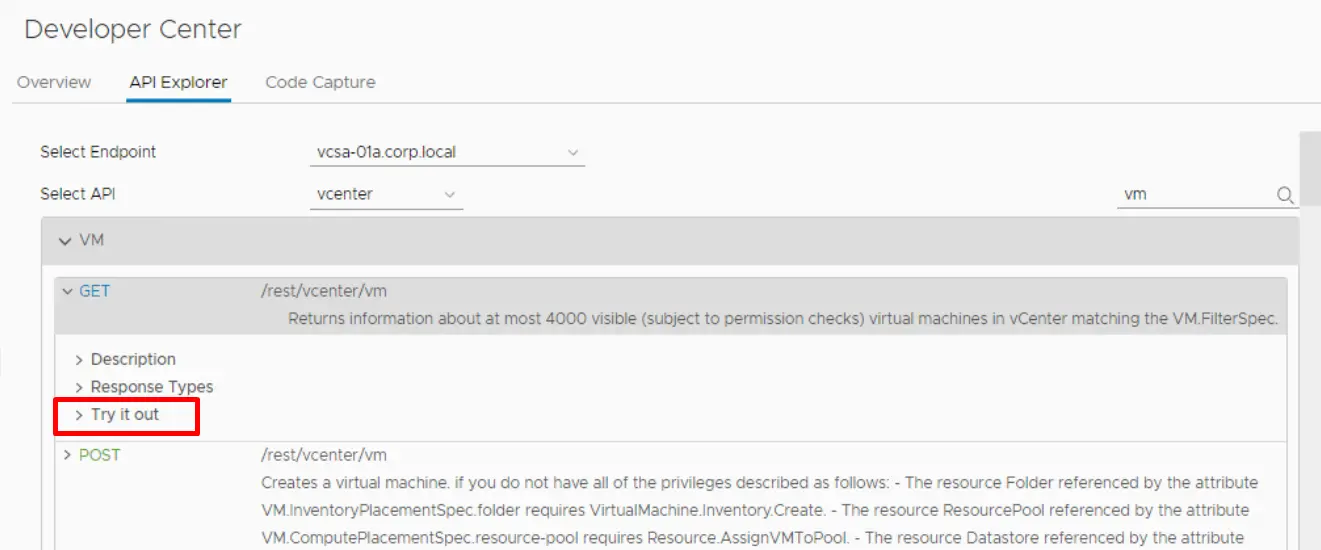 Developer Center
Overview API Explorer Code Capture
Select Endpoint vcsa-01a.corp.local
Select API vcenter vm
VM
GET /rest/vcenter/vm
Returns information about at most 4000 visible (subject to permission checks) virtual machines in vCenter matching the VM.FilterSpec.
Description
Response Types
Try it out
POST /rest/vcenter/vm
Creates a virtual machine. if you do not have all of the privileges described as follows: - The resource Folder referenced by the attribute
VM.InventoryPlacementSpec.folder requires VirtualMachine.Inventory.Create. - The resource ResourcePool referenced by the attribute
VM.ComputePlacementSpec.resource-pool requires Resource.AssignVMToPool. - The resource Datastore referenced by the attribute